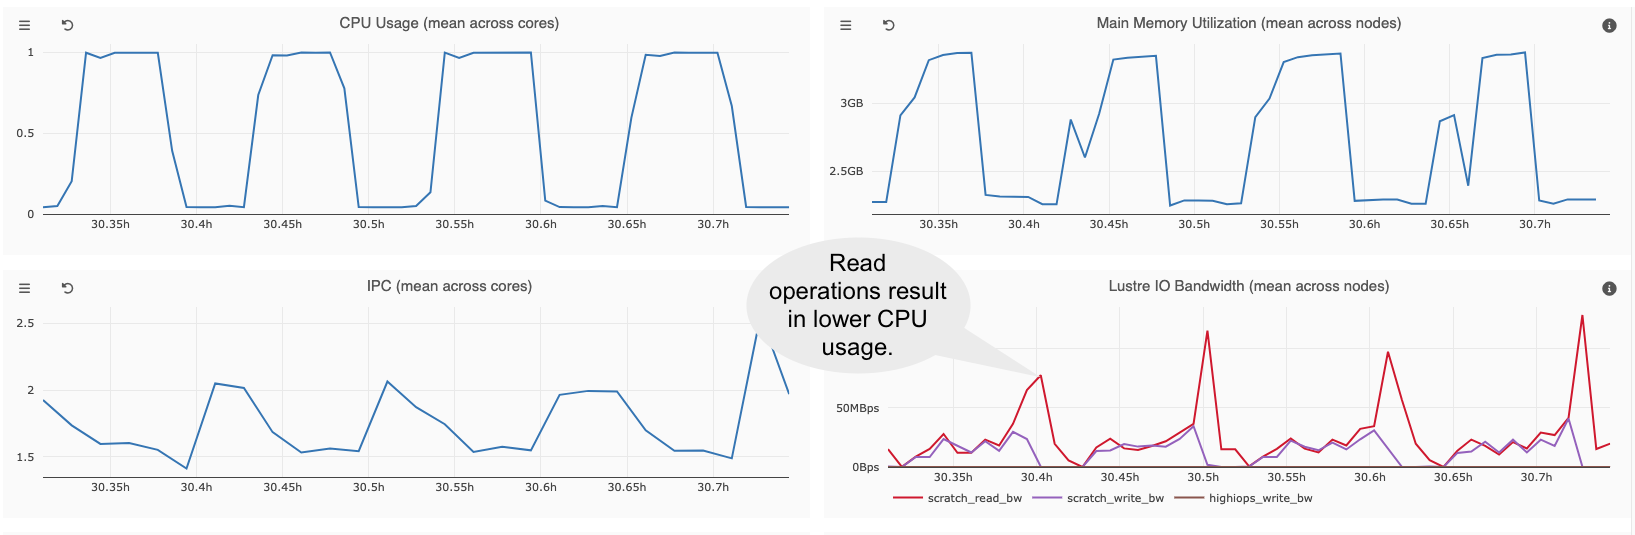 CPU Usage (mean across cores)
1
0.5
0
30.35h 30.4h 30.45h 30.5h 30.55h 30.6h 30.65h 30.7h
Main Memory Utilization (mean across nodes)
3GB
2.5GB
30.35h 30.4h 30.45h 30.5h 30.55h 30.6h 30.65h 30.7h
Read
operations result
in lower CPU
usage.
IPC (mean across cores)
2.5
2
1.5
30.35h 30.4h 30.45h 30.5h 30.55h 30.6h 30.65h 30.7h
Lustre IO Bandwidth (mean across nodes)
50MBps
0Bps
30.35h 30.4h 30.45h 30.5h 30.55h 30.6h 30.65h 30.7h
scratch_read_bw scratch_write_bw highiops_write_bw